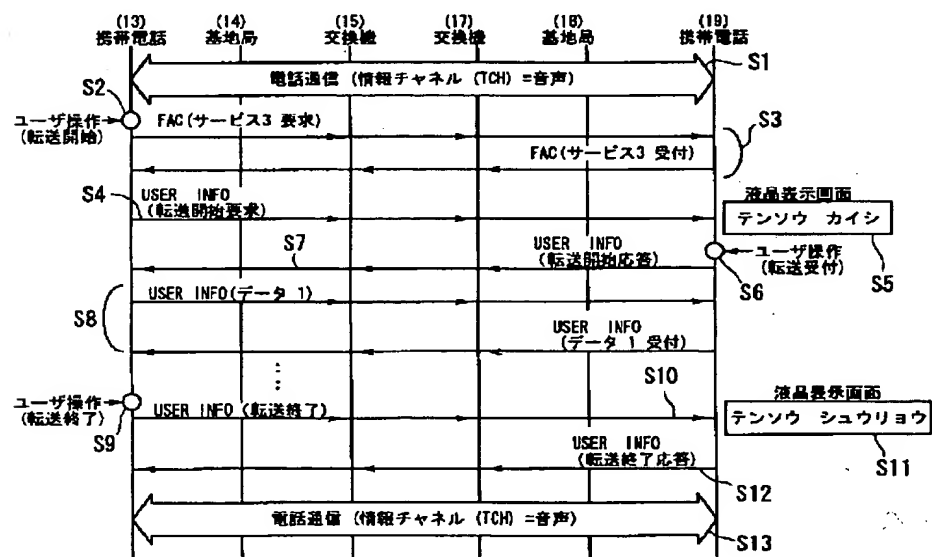 (13) (14) (15) (17) (18) (19)
携帯電話 基地局 交換機 交換機 基地局 携帯電話
電話通信 (情報チャネル (TCH) =音声)
S1
S2
ユーザ操作
(転送開始)
FAC(サービス3 要求)
S3
FAC(サービス3 受付)
S4
USER INFO
(転送開始要求)
液晶表示画面
テンソウ カイシ
S5
S7
USER INFO
(転送開始応答)
ユーザ操作
(転送受付)
S6
S8
USER INFO(データ 1)
USER INFO
(データ 1 受付)
S10
ユーザ操作
(転送終了)
S9
USER INFO (転送終了)
液晶表示画面
テンソウ シュウリョウ
S11
USER INFO
(転送終了応答)
S12
電話通信 (情報チャネル (TCH) =音声)
S13